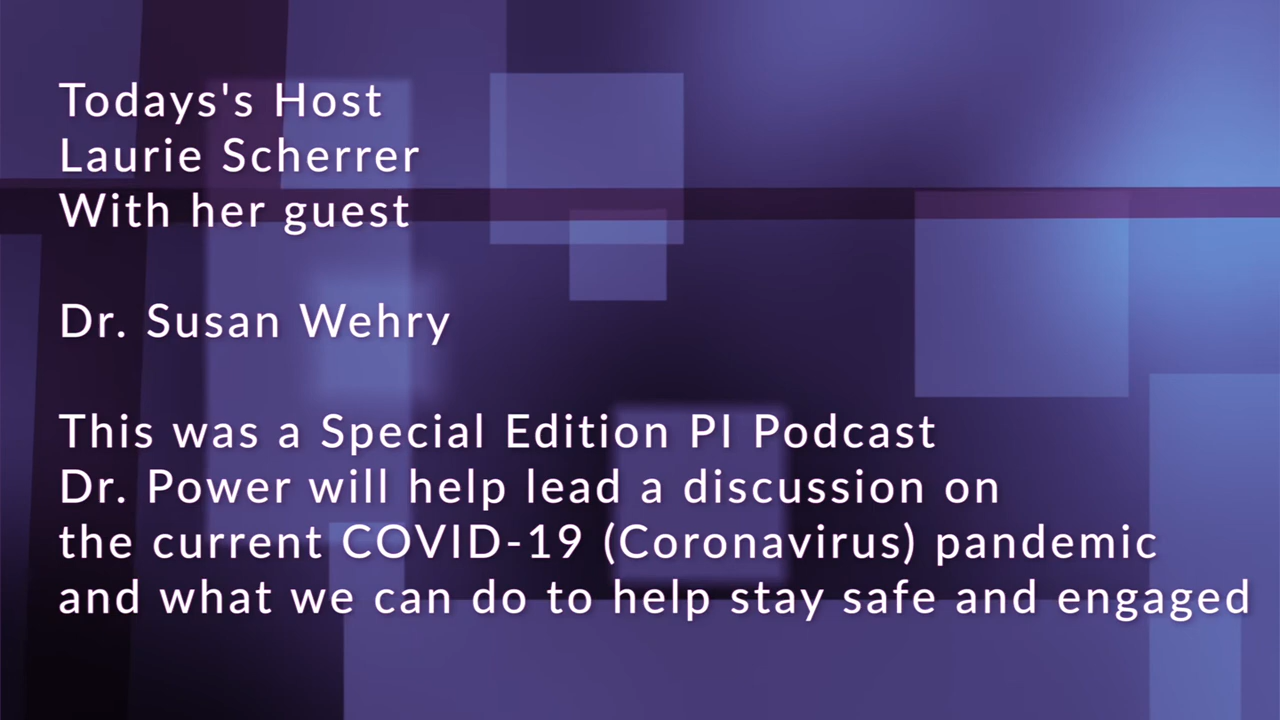 Todays's Host
Laurie Scherrer
With her guest
Dr. Susan Wehry
This was a Special Edition PI Podcast
Dr. Power will help lead a discussion on
the current COVID-19 (Coronavirus) pandemic
and what we can do to help stay safe and engaged